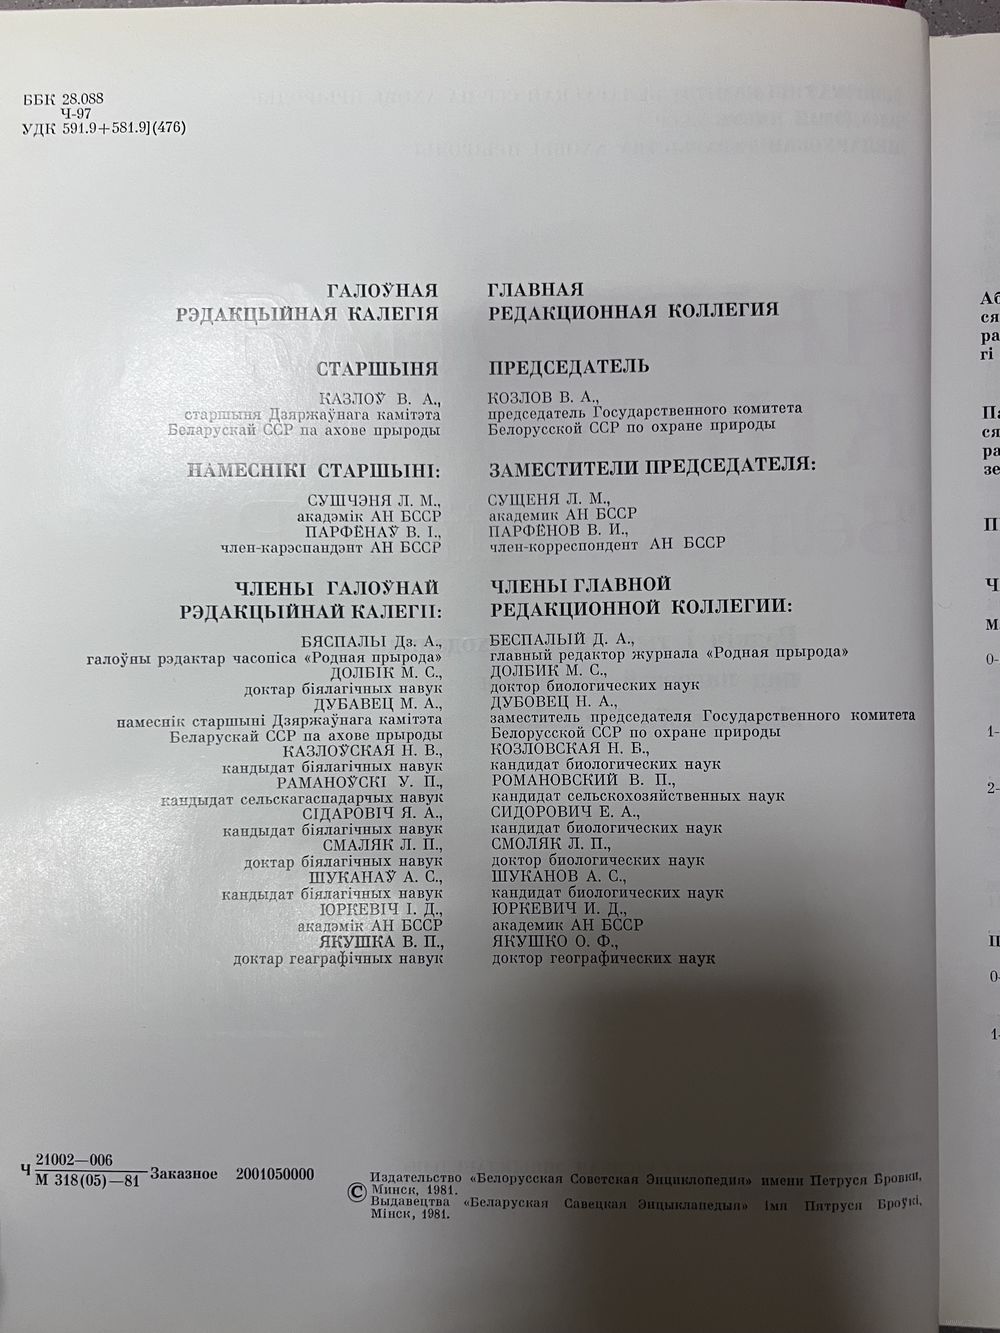 ББК 28.088
Ч-97
УДК 591.9+581.9](476)
ГАЛОЎНАЯ
РЭДАКЦЫЙНАЯ КАЛЕГІЯ
СТАРШЫНЯ
КАЗЛОЎ В. А.,
старшыня Дзяржаўнага камітэта
Беларускай ССР па ахове прыроды
НАМЕСНІКІ СТАРШЫНІ:
СУШЧЭНЯ Л. М.,
акадэмік АН БССР
ПАРФЁНАЎ В. І.,
член-карэспандэнт АН БССР
ЧЛЕНЫ ГАЛОЎНАЙ
РЭДАКЦЫЙНАЙ КАЛЕГІІ:
БЯСПАЛЫ Дз. А.,
галоўны рэдактар часопіса «Родная прырода»
ДОЛБІК М. С.,
доктар біялагічных навук
ДУБАВЕЦ М. А.,
намеснік старшыні Дзяржаўнага камітэта
Беларускай ССР па ахове прыроды
КАЗЛОЎСКАЯ Н. В.,
кандыдат біялагічных навук
РАМАНОЎСКІ У. П.,
кандыдат сельскагаспадарчых навук
СІДАРОВІЧ Я. А.,
кандыдат біялагічных навук
СМАЛЯК Л. П.,
доктар біялагічных навук
ШУКАНАЎ А. С.,
кандыдат біялагічных навук
ЮРКЕВІЧ І. Д.,
акадэмік АН БССР
ЯКУШКА В. П.,
доктар геаграфічных навук
ГЛАВНАЯ
РЕДАКЦИОННАЯ КОЛЛЕГИЯ
ПРЕДСЕДАТЕЛЬ
КОЗЛОВ В. А.,
председатель Государственного комитета
Белорусской ССР по охране природы
ЗАМЕСТИТЕЛИ ПРЕДСЕДАТЕЛЯ:
СУЩЕНЯ Л. М.,
академик АН БССР
ПАРФЁНОВ В. И.,
член-корреспондент АН БССР
ЧЛЕНЫ ГЛАВНОЙ
РЕДАКЦИОННОЙ КОЛЛЕГИИ:
БЕСПАЛЫЙ Д. А.,
главный редактор журнала «Родная прырода»
ДОЛБИК М. С.,
доктор биологических наук
ДУБОВЕЦ Н. А.,
заместитель председателя Государственного комитета
Белорусской ССР по охране природы
КОЗЛОВСКАЯ Н. В.,
кандидат биологических наук
РОМАНОВСКИЙ В. П.,
кандидат сельскохозяйственных наук
СИДОРОВИЧ Е. А.,
кандидат биологических наук
СМОЛЯК Л. П.,
доктор биологических наук
ШУКАНОВ А. С.,
кандидат биологических наук
ЮРКЕВИЧ И. Д.,
академик АН БССР
ЯКУШКО О. Ф.,
доктор географических наук
Ч 21002—006
М 318(05)—81 Заказное 2001050000
© Издательство «Белорусская Советская Энциклопедия» имени Петруся Бровки,
Минск, 1981.
Выдавецтва «Беларуская Савецкая Энцыклапедыя» імя Пятруся Броўкі,
Мінск, 1981.